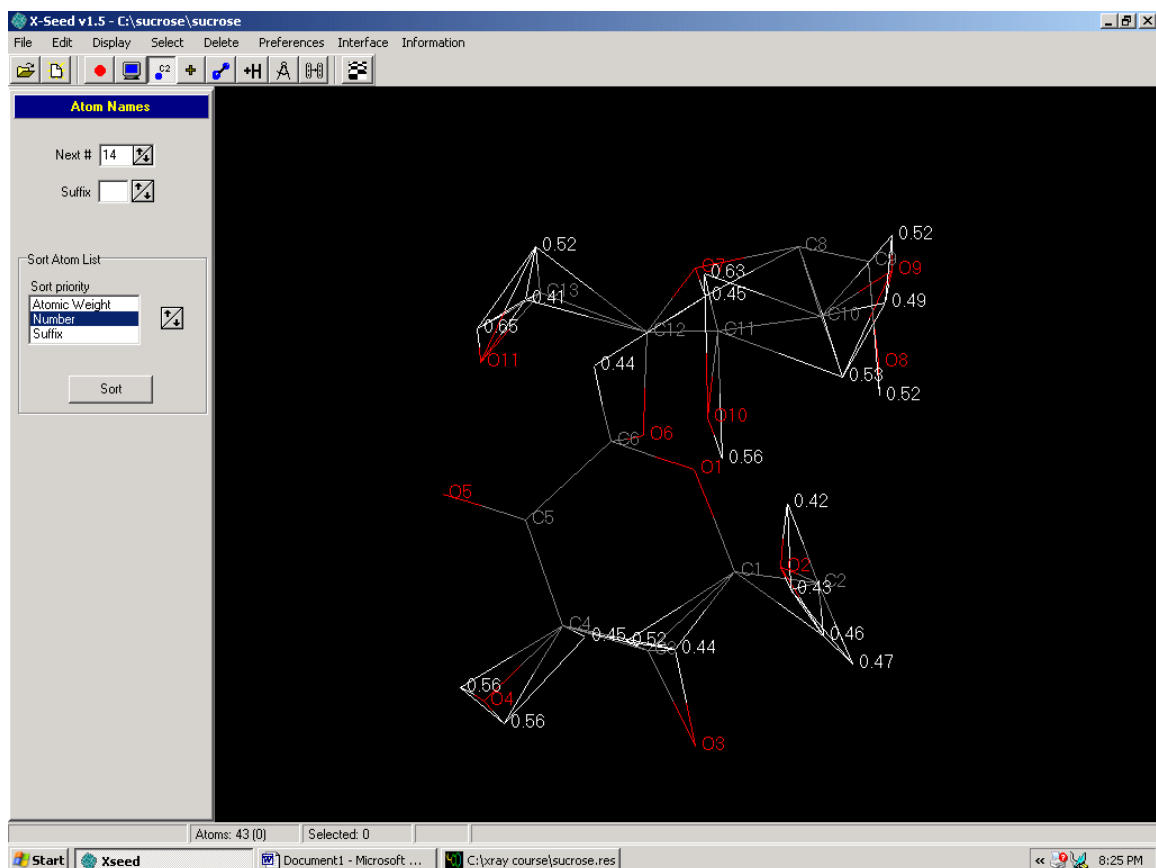 X-Seed v1.5 - C:\sucrose\sucrose
File Edit Display Select Delete Preferences Interface Information
C2 +H Å
Atom Names
Next # 14
Suffix
Sort Atom List
Sort priority
Atomic Weight
Number
Suffix
Sort
0.52
0.52
C8
C9
O7
O9
0.63
0.41
C13
0.45
0.49
C10
0.65
C12
C11
O11
O8
0.44
0.53
0.52
O10
C6
O6
0.56
O1
O5
0.42
C5
C1
O2
C2
0.43
C4
0.45
0.52
0.44
0.46
C3
0.47
0.56
O4
0.56
O3
Atoms: 43 (0) Selected: 0
Start Xseed Document1 - Microsoft ... C:\xray course\sucrose.res « 8:25 PM